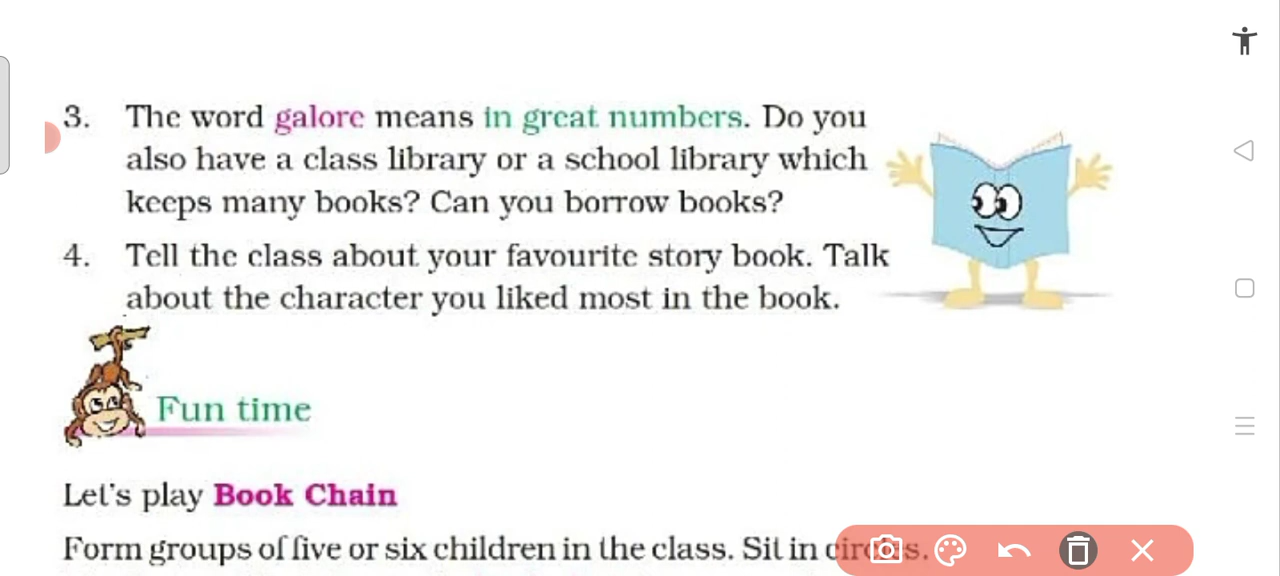 3. The word galore means in great numbers. Do you
also have a class library or a school library which
keeps many books? Can you borrow books?
4. Tell the class about your favourite story book. Talk
about the character you liked most in the book.
Fun time
Let's play Book Chain
Form groups of five or six children in the class. Sit in circles.